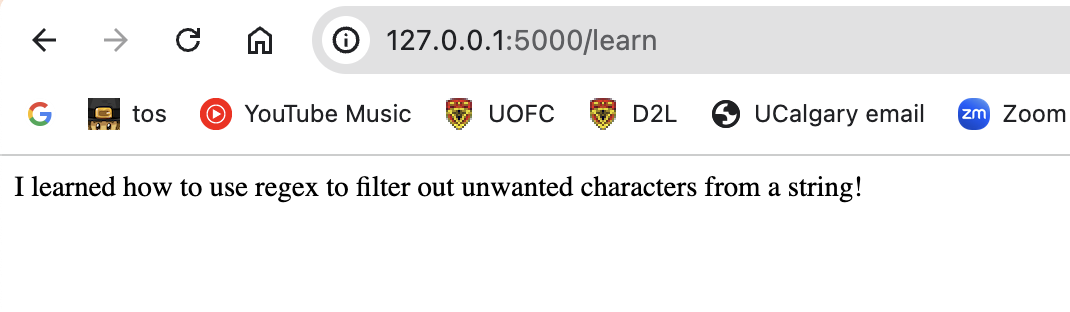 127.0.0.1:5000/learn
G tos YouTube Music UOFC D2L UCalgary email zm Zoom
I learned how to use regex to filter out unwanted characters from a string!